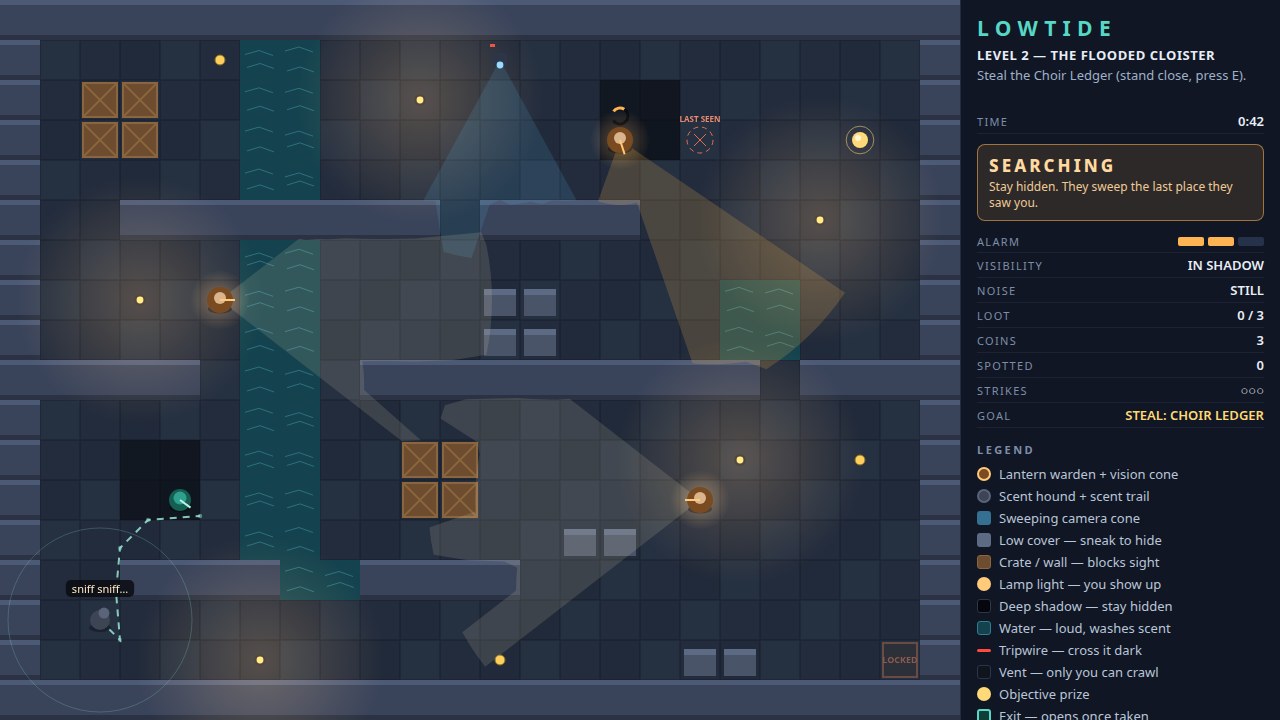 LOWTIDE
LEVEL 2 — THE FLOODED CLOISTER
Steal the Choir Ledger (stand close, press E).
TIME 0:42
SEARCHING
Stay hidden. They sweep the last place they
saw you.
ALARM
VISIBILITY IN SHADOW
NOISE STILL
LOOT 0 / 3
COINS 3
SPOTTED 0
STRIKES ○○○
GOAL STEAL: CHOIR LEDGER
LEGEND
Lantern warden + vision cone
Scent hound + scent trail
Sweeping camera cone
Low cover — sneak to hide
Crate / wall — blocks sight
Lamp light — you show up
Deep shadow — stay hidden
Water — loud, washes scent
Tripwire — cross it dark
Vent — only you can crawl
Objective prize
Exit — opens once taken
LAST SEEN
sniff sniff...
LOCKED